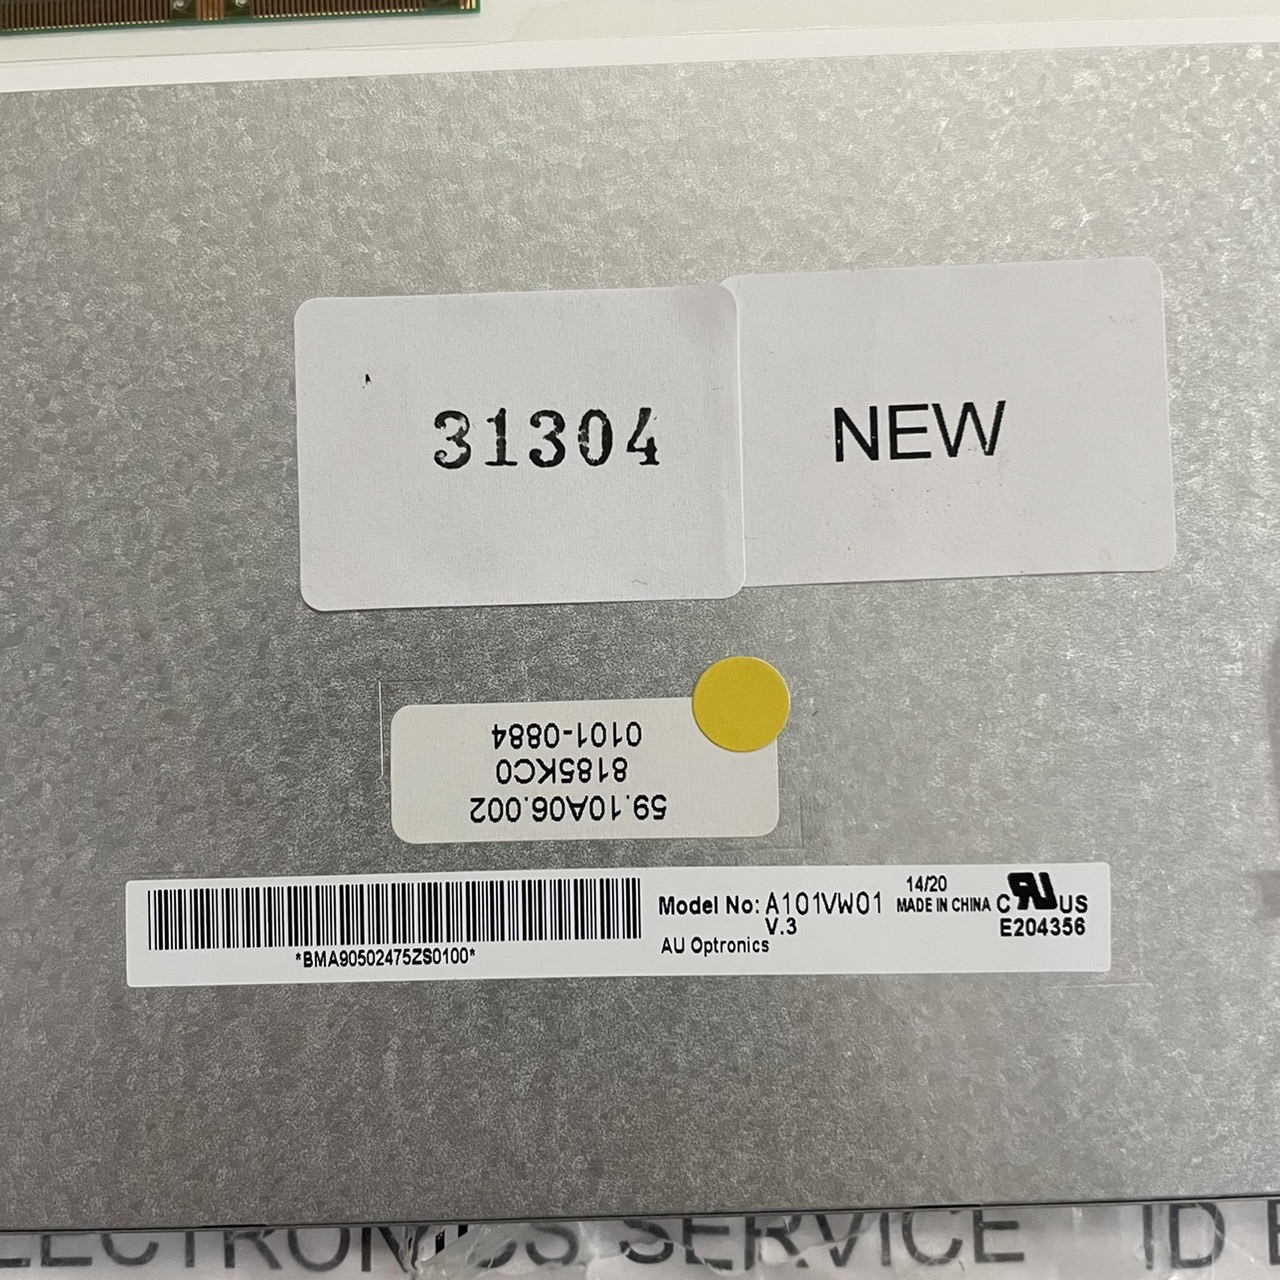 31304
NEW
59.10A06.002
8185KC0
0101-0884
*BMA90502475ZS0100*
Model No: A101VW01
V.3
AU Optronics
14/20
MADE IN CHINA
C RU US
E204356
ELECTRONICS SERVICE ID E